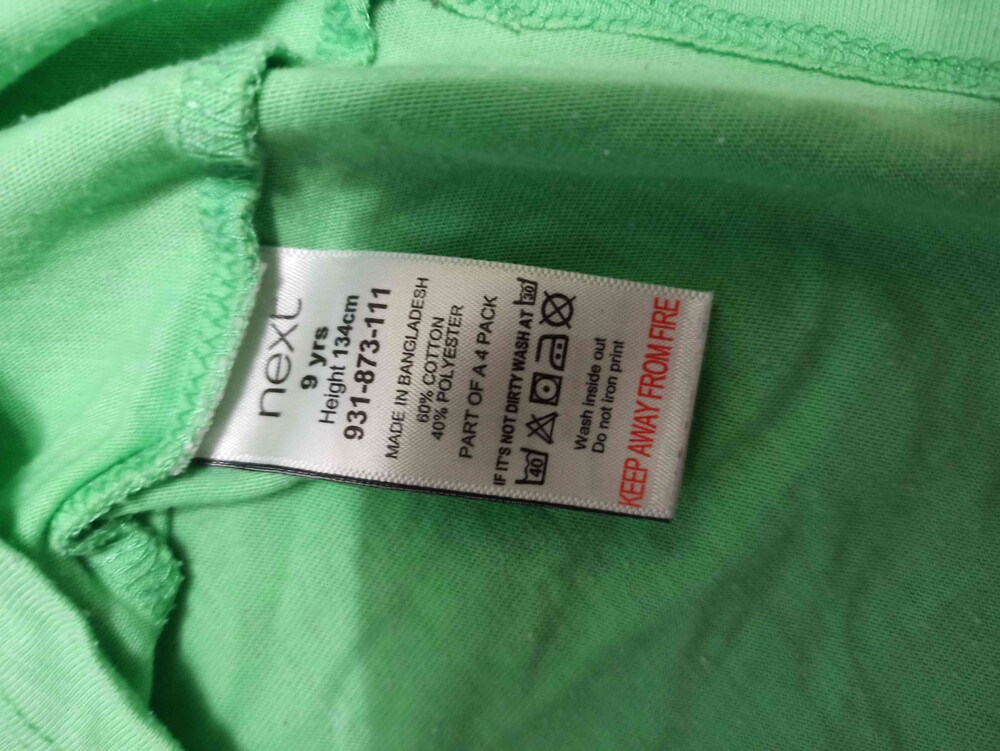 next
9 yrs
Height 134cm
931-873-111
MADE IN BANGLADESH
60% COTTON
40% POLYESTER
PART OF A 4 PACK
IF IT'S NOT DIRTY WASH AT 30
40
Wash inside out
Do not iron print
KEEP AWAY FROM FIRE